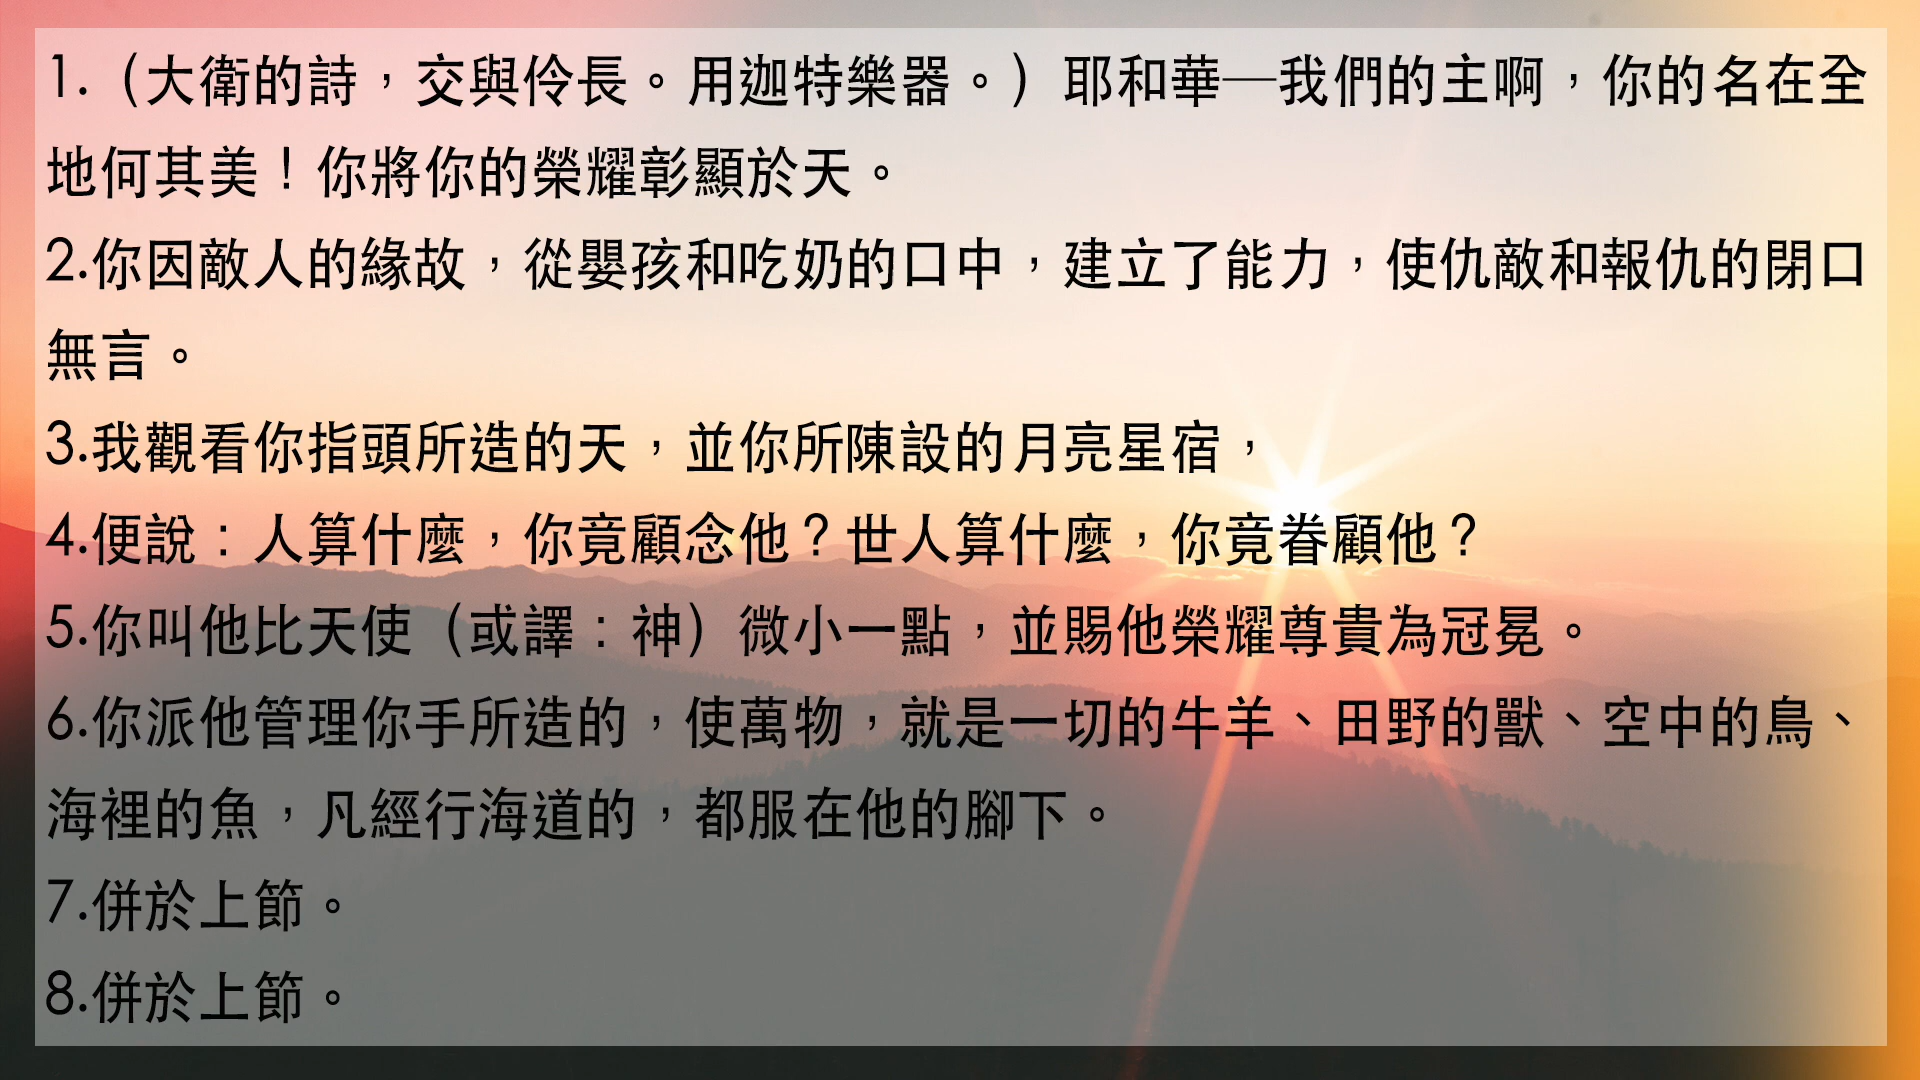 1.（大衛的詩，交與伶長。用迦特樂器。）耶和華─我們的主啊，你的名在全
地何其美！你將你的榮耀彰顯於天。
2.你因敵人的緣故，從嬰孩和吃奶的口中，建立了能力，使仇敵和報仇的閉口
無言。
3.我觀看你指頭所造的天，並你所陳設的月亮星宿，
4.便說：人算什麼，你竟顧念他？世人算什麼，你竟眷顧他？
5.你叫他比天使（或譯：神）微小一點，並賜他榮耀尊貴為冠冕。
6.你派他管理你手所造的，使萬物，就是一切的牛羊、田野的獸、空中的鳥、
海裡的魚，凡經行海道的，都服在他的腳下。
7.併於上節。
8.併於上節。